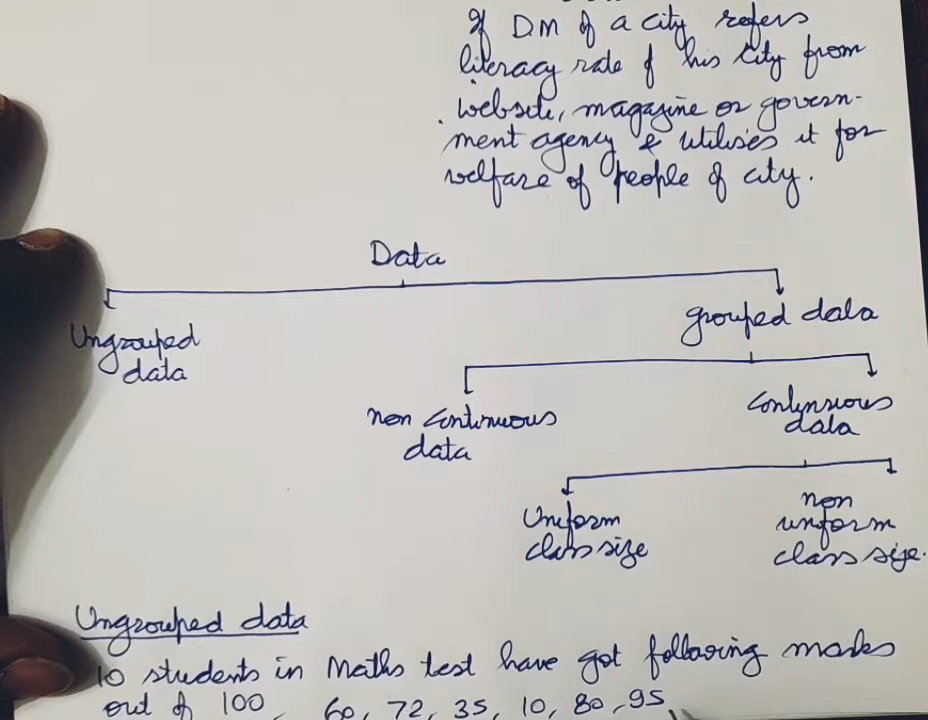 If DM of a city refers
literacy rate of his city from
website, magazine or govern-
ment agency & utilises it for
welfare of people of city.
Data
Ungrouped
data
grouped data
non continuous
data
continuous
data
Uniform
class size
non
uniform
class size.
Ungrouped data
10 students in Maths test have got following marks
out of 100 60, 72, 35, 10, 80, 95